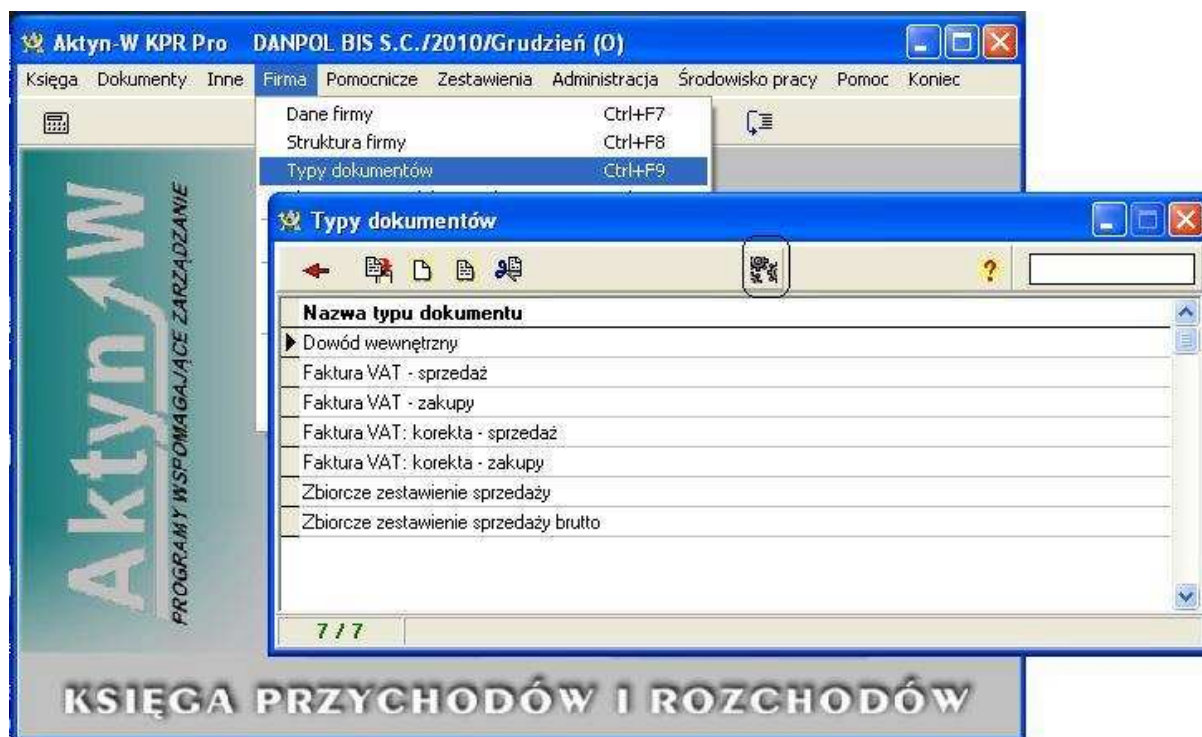 Aktyn-W KPR Pro DANPOL BIS S.C./2010/Grudzień (O)
Księga Dokumenty Inne Firma Pomocnicze Zestawienia Administracja Środowisko pracy Pomoc Koniec
Dane firmy Ctrl+F7
Struktura firmy Ctrl+F8
Typy dokumentów Ctrl+F9
Typy dokumentów
?
Nazwa typu dokumentu
Dowód wewnętrzny
Faktura VAT - sprzedaż
Faktura VAT - zakupy
Faktura VAT: korekta - sprzedaż
Faktura VAT: korekta - zakupy
Zbiorcze zestawienie sprzedaży
Zbiorcze zestawienie sprzedaży brutto
7 / 7
Aktyn W
PROGRAMY WSPOMAGAJĄCE ZARZĄDZANIE
KSIĘGA PRZYCHODÓW I ROZCHODÓW